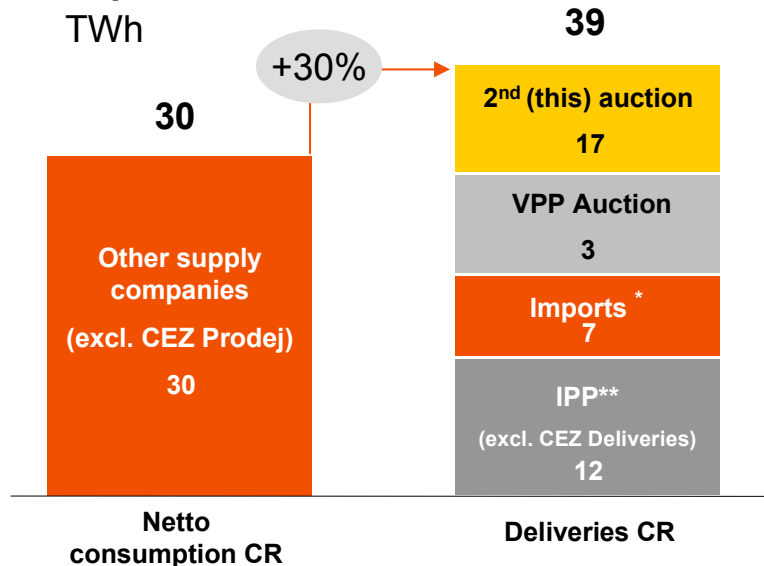 TWh
39
+30%
30
2nd (this) auction
17
VPP Auction
3
Other supply
companies
(excl. CEZ Prodej)
30
Imports *
7
IPP**
(excl. CEZ Deliveries)
12
Netto
consumption CR
Deliveries CR